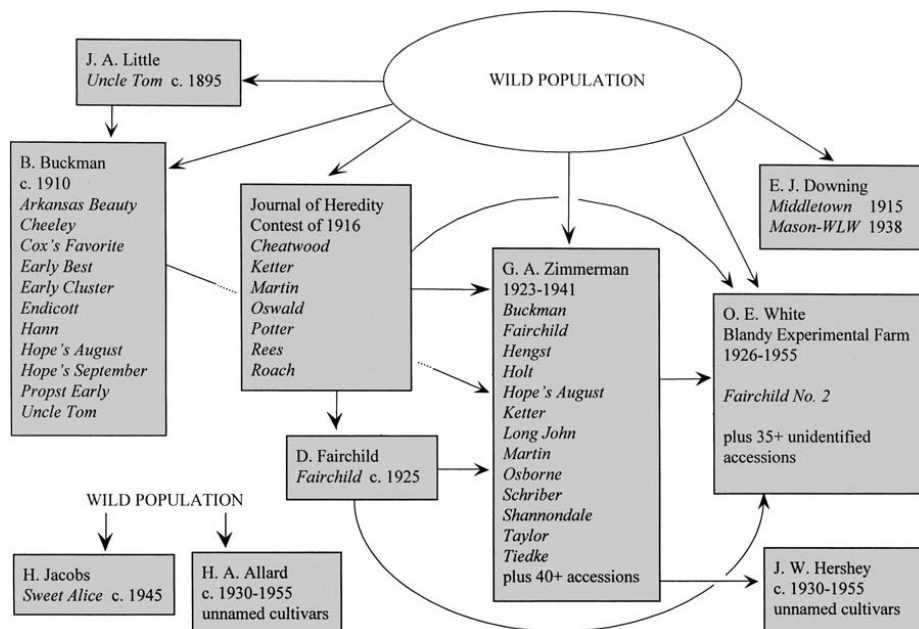 J. A. Little
Uncle Tom c. 1895
WILD POPULATION
B. Buckman
c. 1910
Arkansas Beauty
Cheeley
Cox's Favorite
Early Best
Early Cluster
Endicott
Hann
Hope's August
Hope's September
Propst Early
Uncle Tom
Journal of Heredity
Contest of 1916
Cheatwood
Ketter
Martin
Oswald
Potter
Rees
Roach
E. J. Downing
Middletown 1915
Mason-WLW 1938
G. A. Zimmerman
1923-1941
Buckman
Fairchild
Hengst
Holt
Hope's August
Ketter
Long John
Martin
Osborne
Schriber
Shannondale
Taylor
Tiedke
plus 40+ accessions
O. E. White
Blandy Experimental Farm
1926-1955
Fairchild No. 2
plus 35+ unidentified
accessions
D. Fairchild
Fairchild c. 1925
WILD POPULATION
H. Jacobs
Sweet Alice c. 1945
H. A. Allard
c. 1930-1955
unnamed cultivars
J. W. Hershey
c. 1930-1955
unnamed cultivars